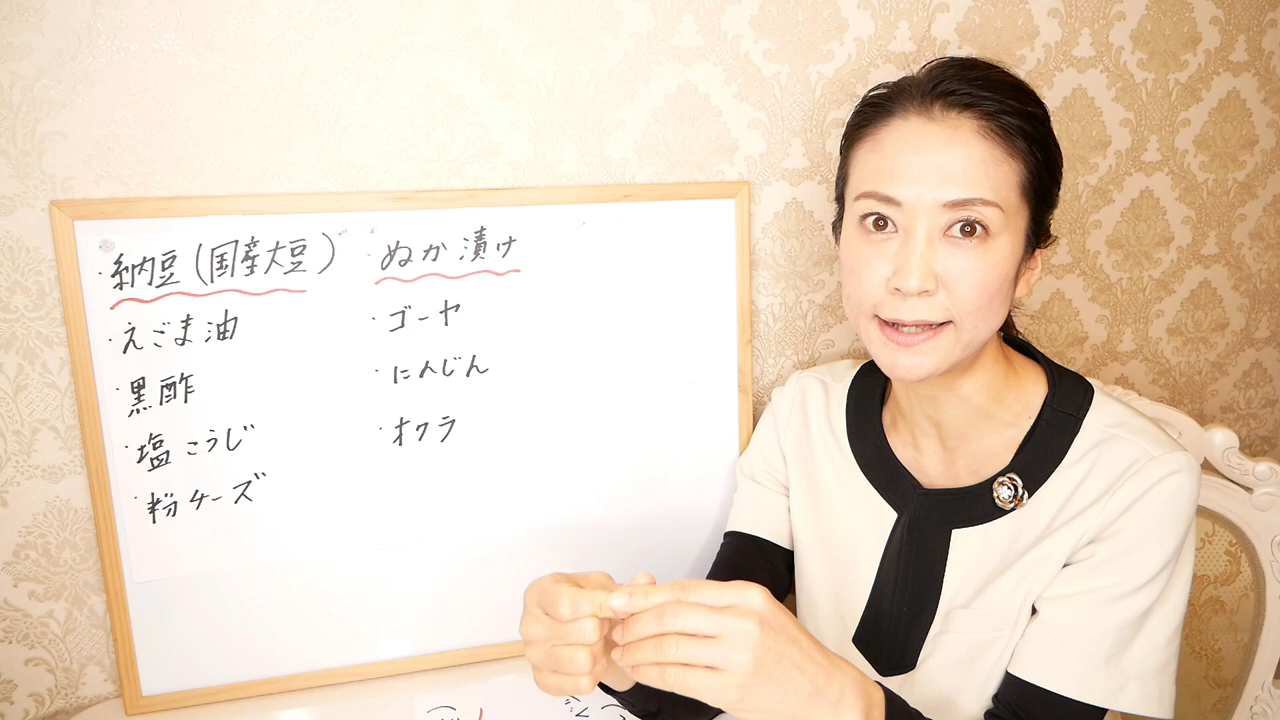 ・納豆(国産大豆)
・えごま油
・黒酢
・塩こうじ
・粉チーズ
・ぬか漬け
・ゴーヤ
・にんじん
・オクラ